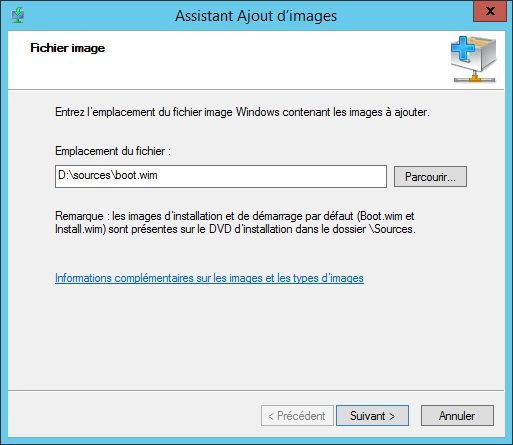 Assistant Ajout d'images
x
Fichier image
Entrez l'emplacement du fichier image Windows contenant les images à ajouter.
Emplacement du fichier :
D:\sources\boot.wim
Parcourir...
Remarque : les images d'installation et de démarrage par défaut (Boot.wim et
Install.wim) sont présentes sur le DVD d'installation dans le dossier \Sources.
Informations complémentaires sur les images et les types d'images
< Précédent
Suivant >
Annuler